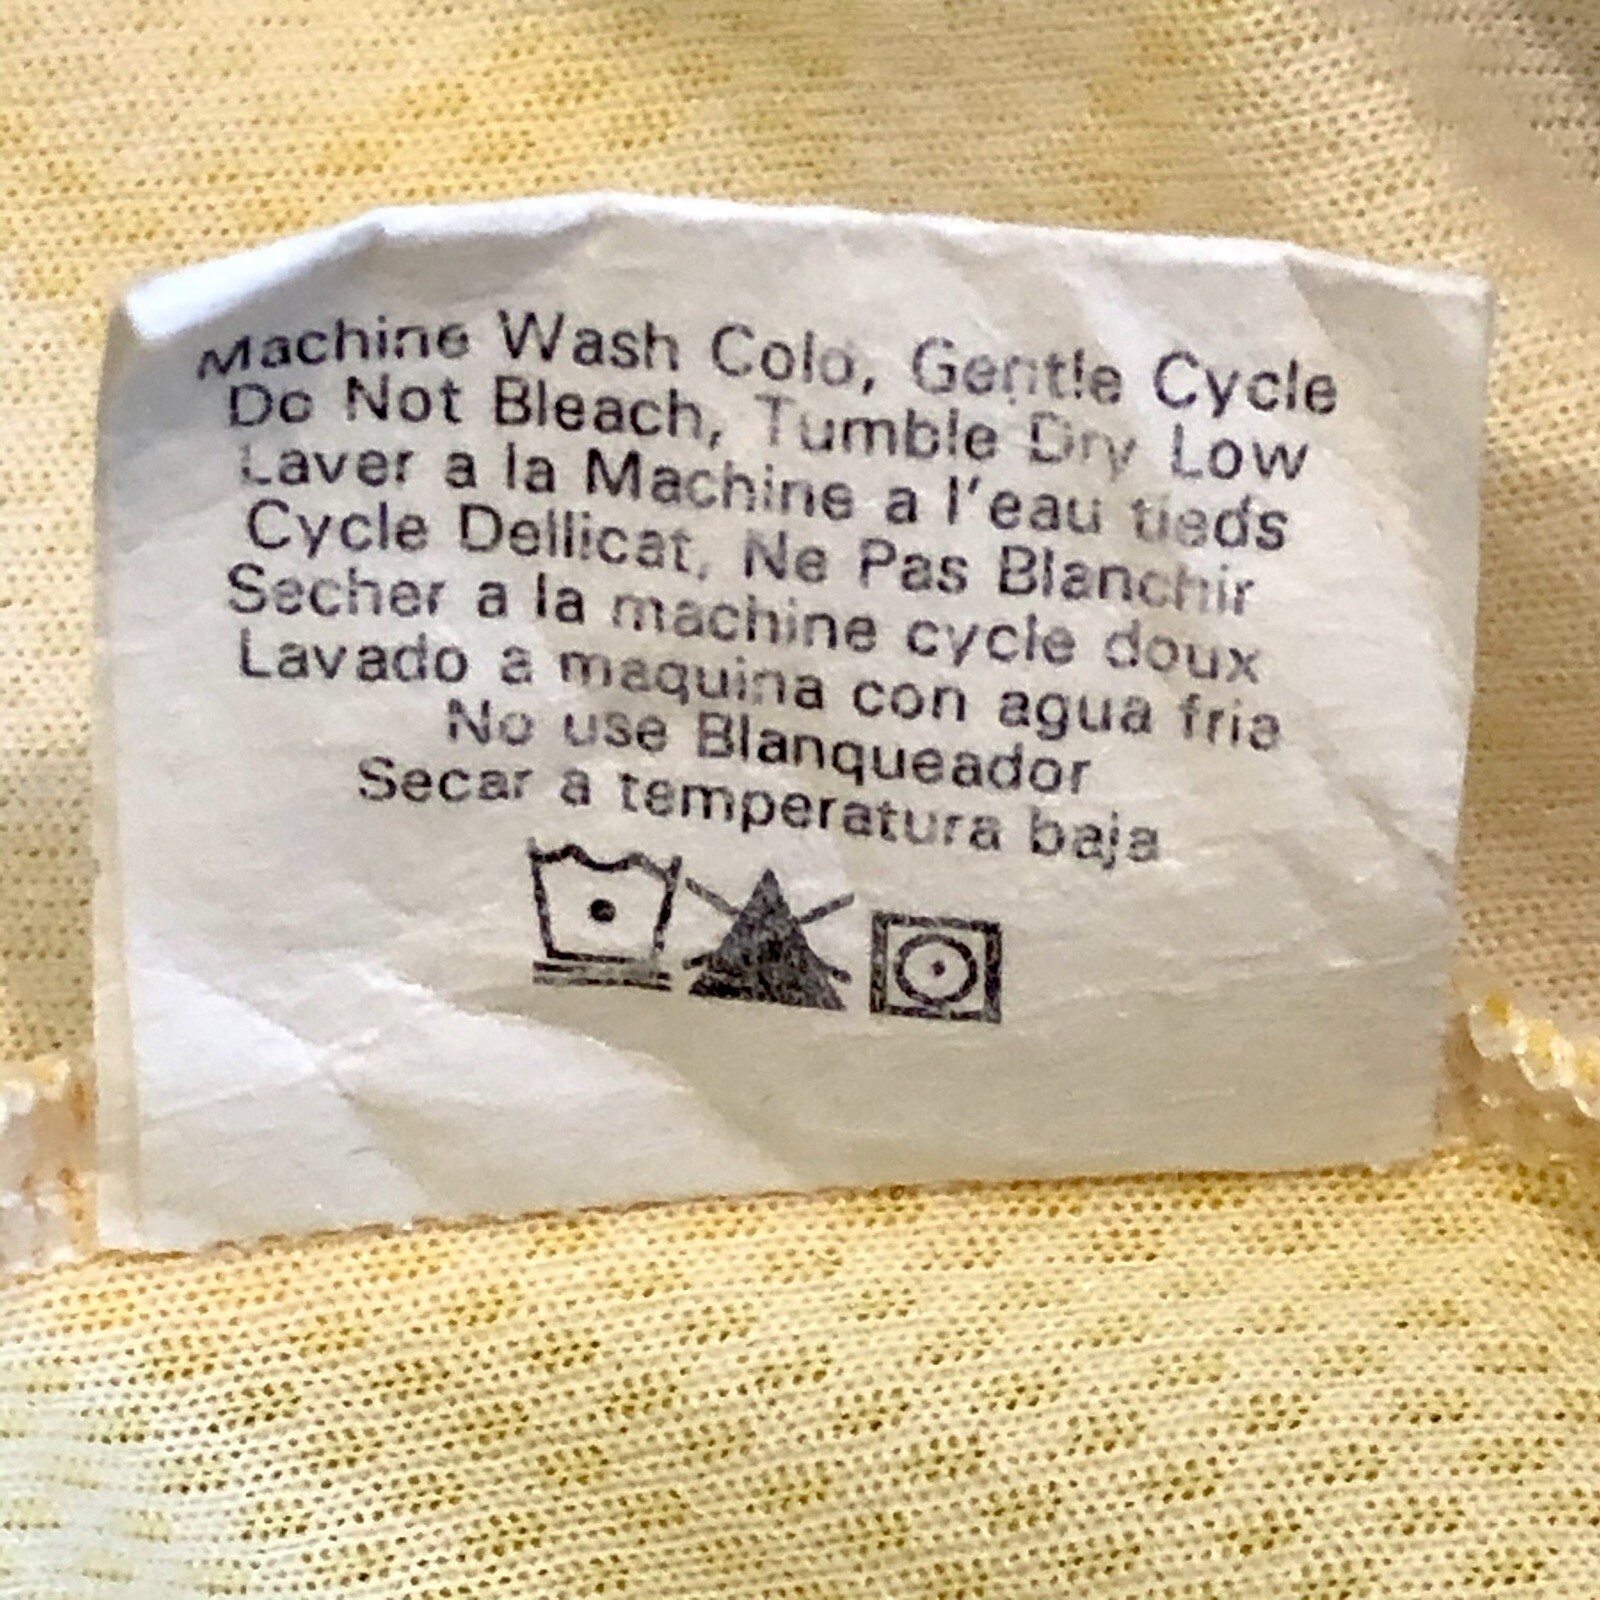 Machine Wash Cold, Gentle Cycle
Do Not Bleach, Tumble Dry Low
Laver a la Machine a l'eau tieds
Cycle Dellicat, Ne Pas Blanchir
Secher a la machine cycle doux
Lavado a maquina con agua fria
No use Blanqueador
Secar a temperatura baja